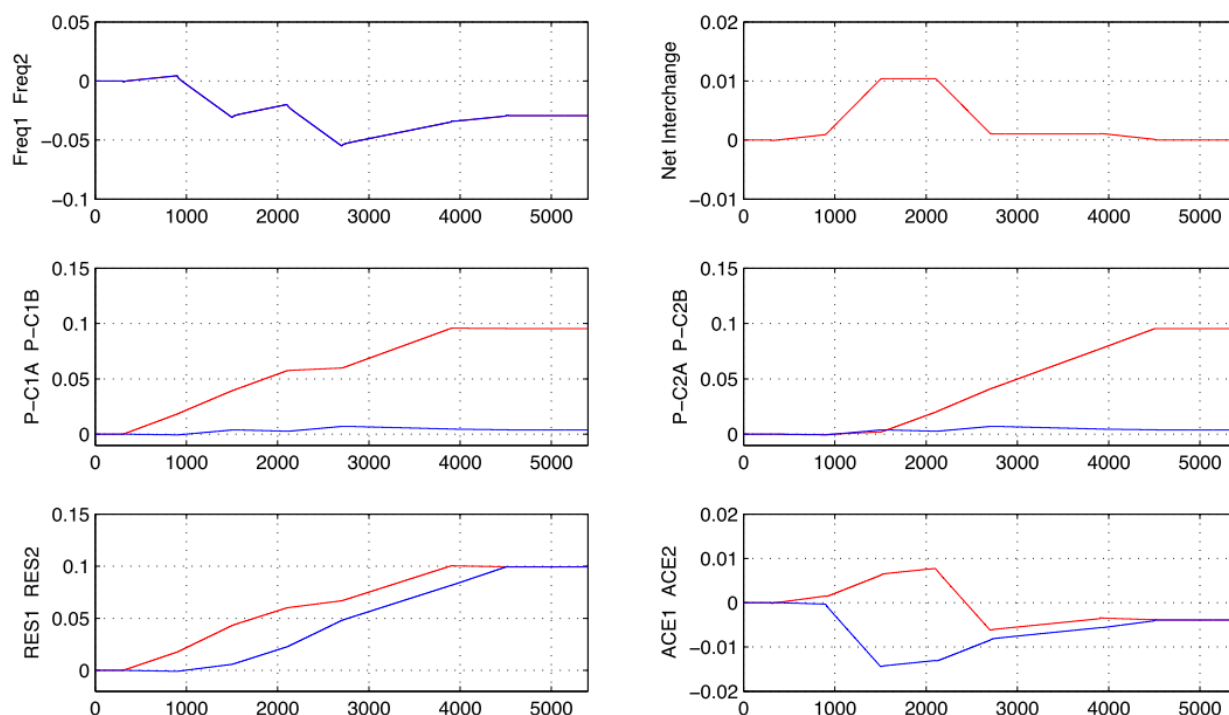 Freq1 Freq2
0.05
0
−0.05
−0.1
0 1000 2000 3000 4000 5000
Net Interchange
0.02
0.01
0
−0.01
0 1000 2000 3000 4000 5000
P−C1A P−C1B
0.15
0.1
0.05
0
0 1000 2000 3000 4000 5000
P−C2A P−C2B
0.15
0.1
0.05
0
0 1000 2000 3000 4000 5000
RES1 RES2
0.15
0.1
0.05
0
0 1000 2000 3000 4000 5000
ACE1 ACE2
0.02
0.01
0
−0.01
−0.02
0 1000 2000 3000 4000 5000